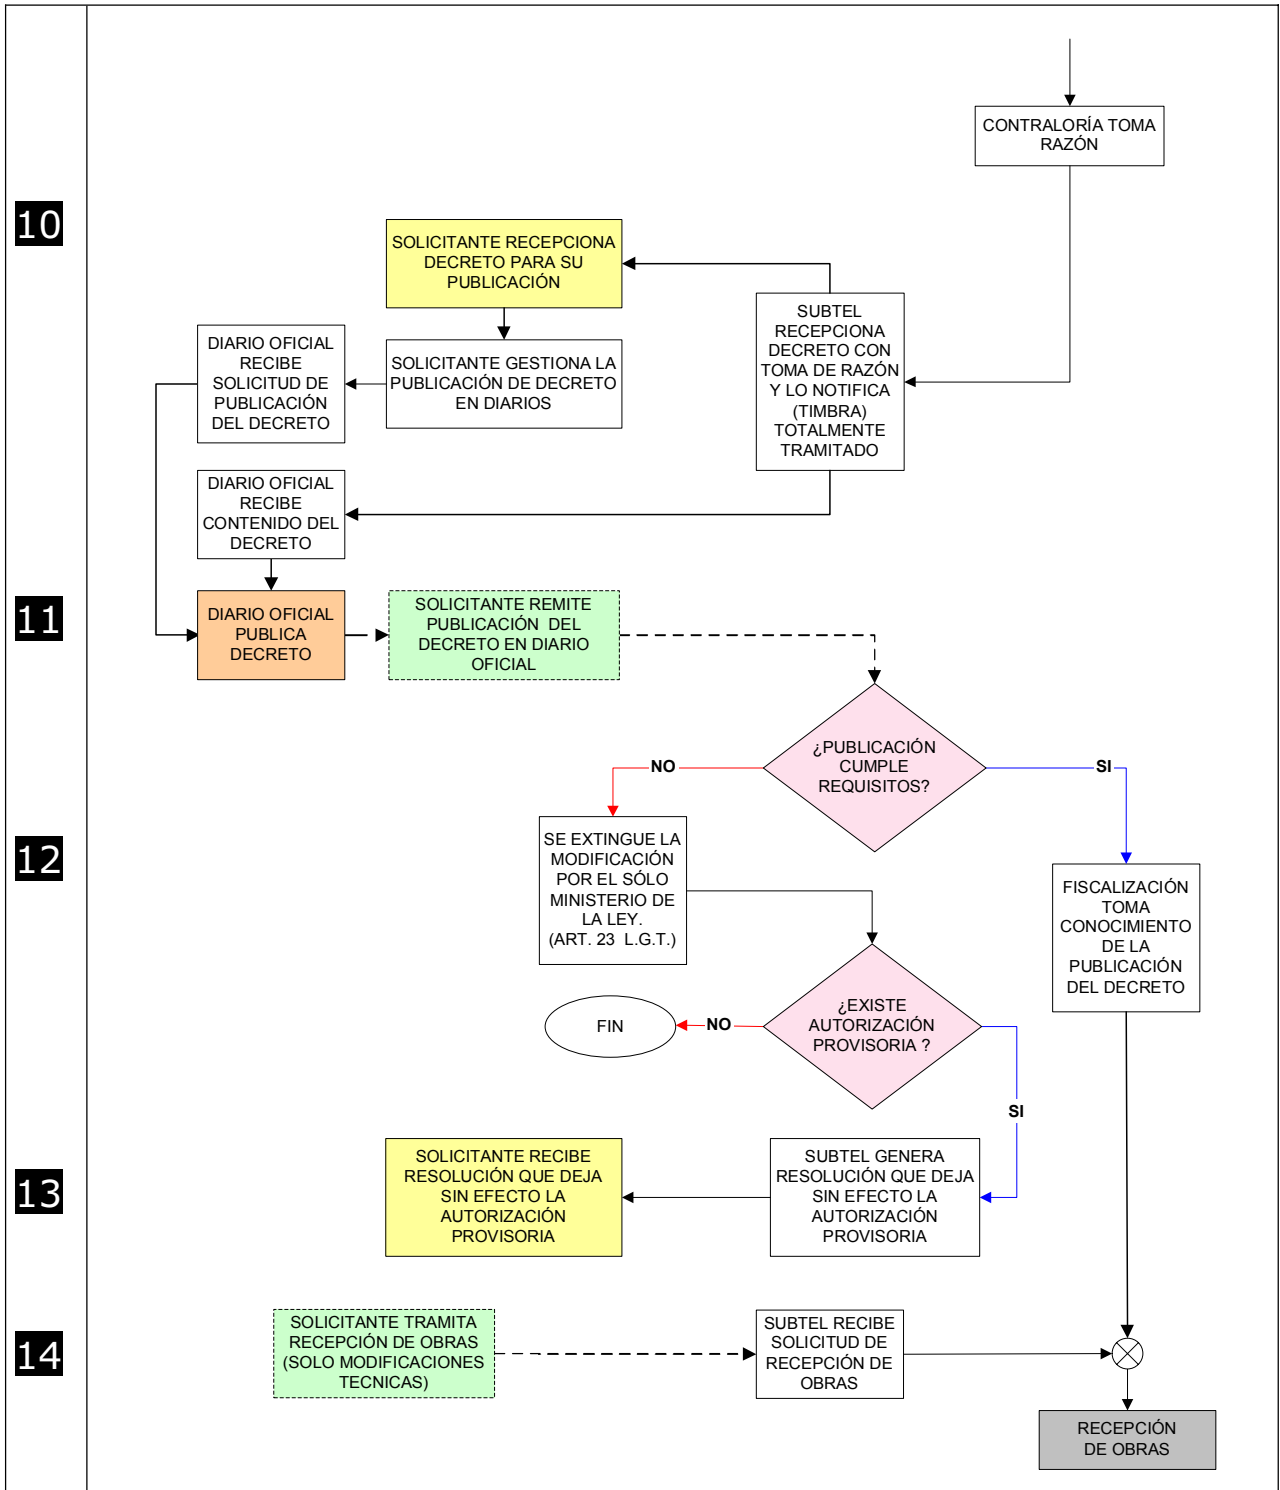 CONTRALORÍA TOMA
RAZÓN
10
SOLICITANTE RECEPCIONA
DECRETO PARA SU
PUBLICACIÓN
SUBTEL
RECEPCIONA
DECRETO CON
TOMA DE RAZÓN
Y LO NOTIFICA
(TIMBRA)
TOTALMENTE
TRAMITADO
SOLICITANTE GESTIONA LA
PUBLICACIÓN DE DECRETO
EN DIARIOS
DIARIO OFICIAL
RECIBE
SOLICITUD DE
PUBLICACIÓN
DEL DECRETO
DIARIO OFICIAL
RECIBE
CONTENIDO DEL
DECRETO
11
DIARIO OFICIAL
PUBLICA
DECRETO
SOLICITANTE REMITE
PUBLICACIÓN DEL
DECRETO EN DIARIO
OFICIAL
¿PUBLICACIÓN
CUMPLE
REQUISITOS?
NO
SI
12
SE EXTINGUE LA
MODIFICACIÓN
POR EL SÓLO
MINISTERIO DE
LA LEY.
(ART. 23 L.G.T.)
FISCALIZACIÓN
TOMA
CONOCIMIENTO
DE LA
PUBLICACIÓN
DEL DECRETO
¿EXISTE
AUTORIZACIÓN
PROVISORIA ?
NO
FIN
SI
13
SOLICITANTE RECIBE
RESOLUCIÓN QUE DEJA
SIN EFECTO LA
AUTORIZACIÓN
PROVISORIA
SUBTEL GENERA
RESOLUCIÓN QUE DEJA
SIN EFECTO LA
AUTORIZACIÓN
PROVISORIA
14
SOLICITANTE TRAMITA
RECEPCIÓN DE OBRAS
(SOLO MODIFICACIONES
TECNICAS)
SUBTEL RECIBE
SOLICITUD DE
RECEPCIÓN DE
OBRAS
RECEPCIÓN
DE OBRAS